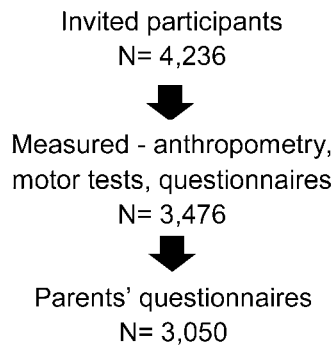 Invited participants
N= 4,236
Measured - anthropometry,
motor tests, questionnaires
N= 3,476
Parents’ questionnaires
N= 3,050